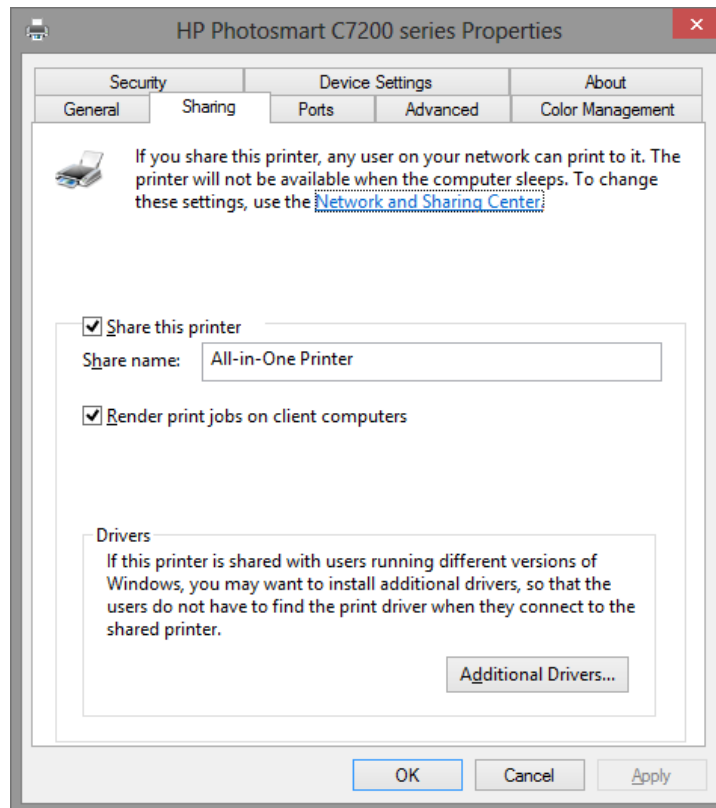 HP Photosmart C7200 series Properties
×
Security
Device Settings
About
General
Sharing
Ports
Advanced
Color Management
If you share this printer, any user on your network can print to it. The
printer will not be available when the computer sleeps. To change
these settings, use the Network and Sharing Center.
Share this printer
Share name: All-in-One Printer
Render print jobs on client computers
Drivers
If this printer is shared with users running different versions of
Windows, you may want to install additional drivers, so that the
users do not have to find the print driver when they connect to the
shared printer.
Additional Drivers...
OK
Cancel
Apply